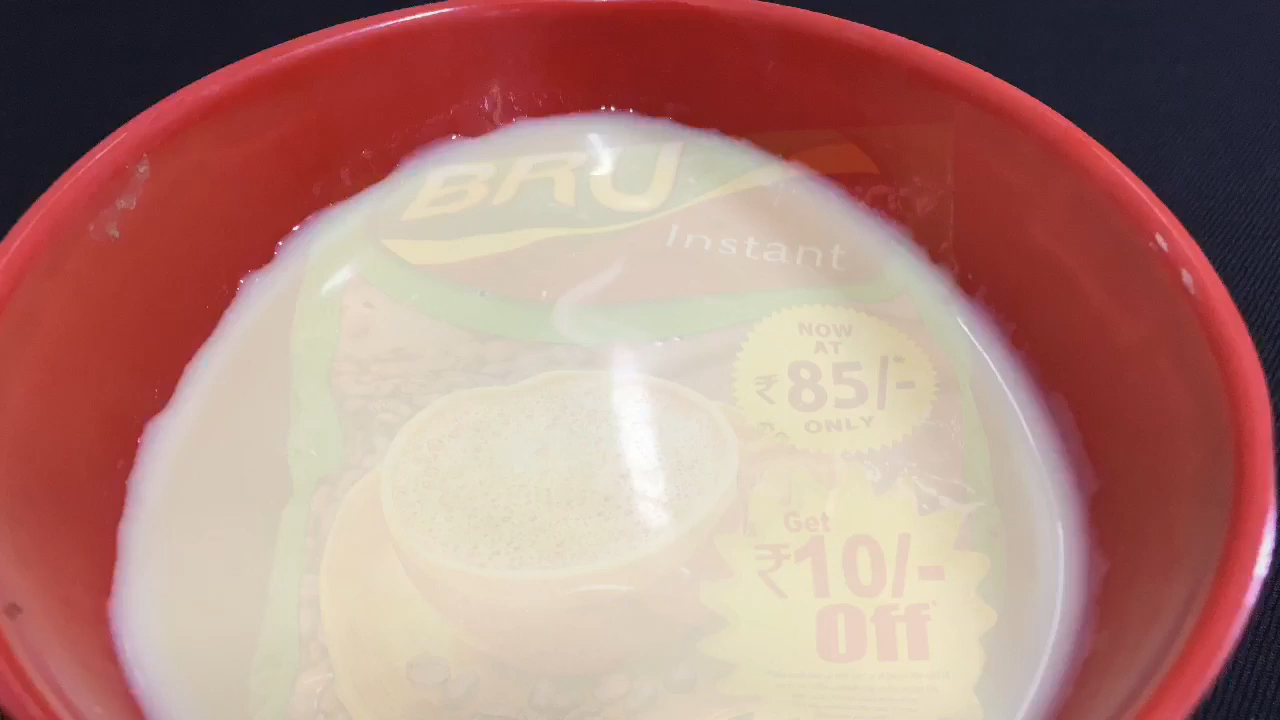 BRU
Instant
NOW
AT
₹85/-
ONLY
Get
₹10/-
Off